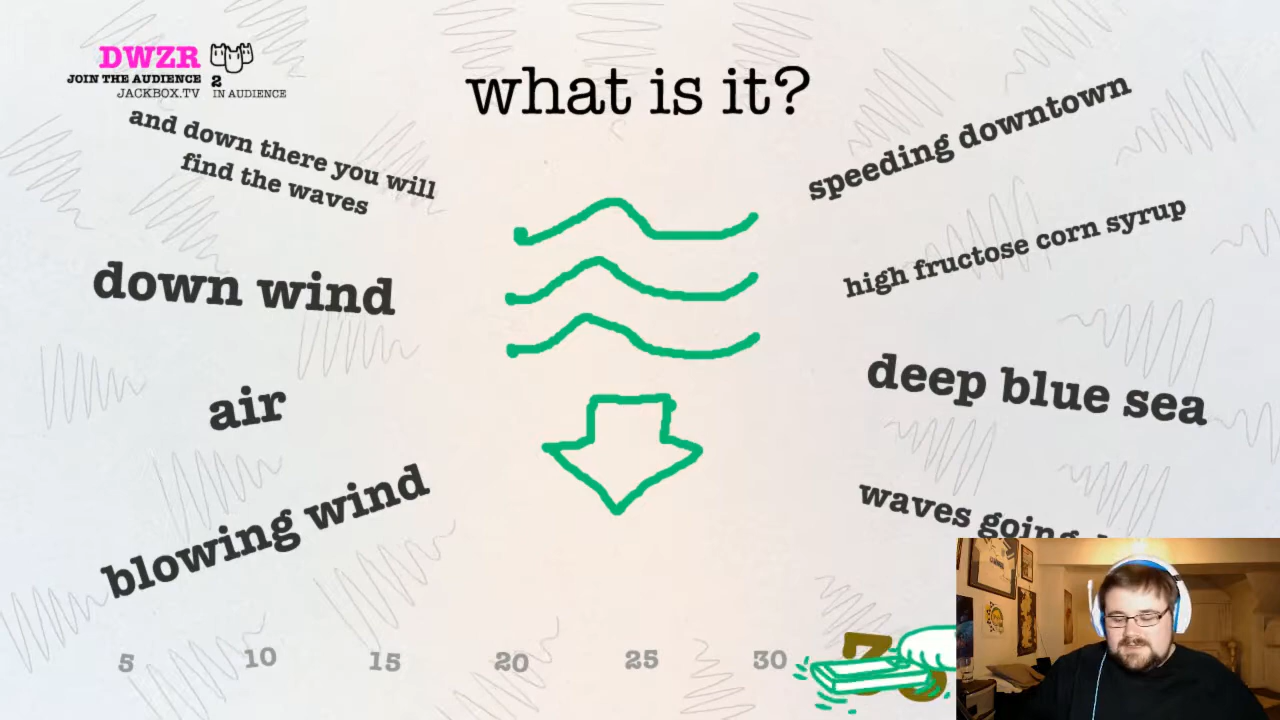 DWZR
JOIN THE AUDIENCE
JACKBOX.TV
2
IN AUDIENCE
what is it?
and down there you will
find the waves
speeding downtown
down wind
high fructose corn syrup
air
deep blue sea
blowing wind
waves going
5 10 15 20 25 30